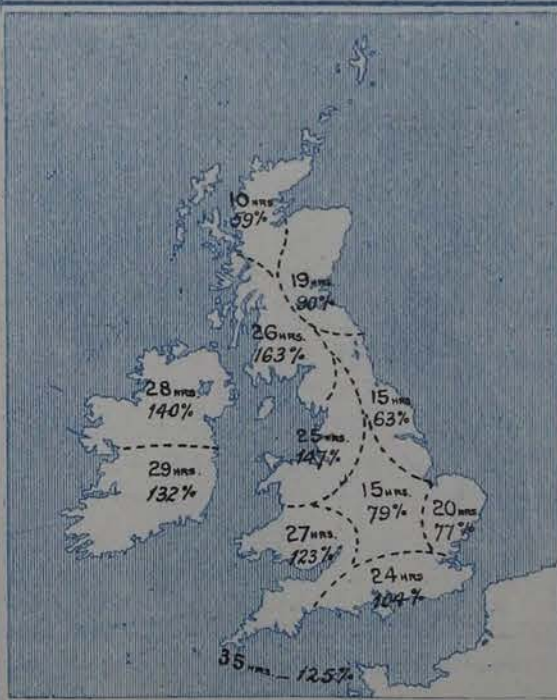 10 HRS
59%
19 HRS.
90%
26 HRS.
163%
28 HRS
140%
15 HRS
63%
25 HRS.
147%
29 HRS.
132%
15 HRS.
79%
20 HRS.
77%
27 HRS.
123%
24 HRS
104%
35 HRS. _ 125%